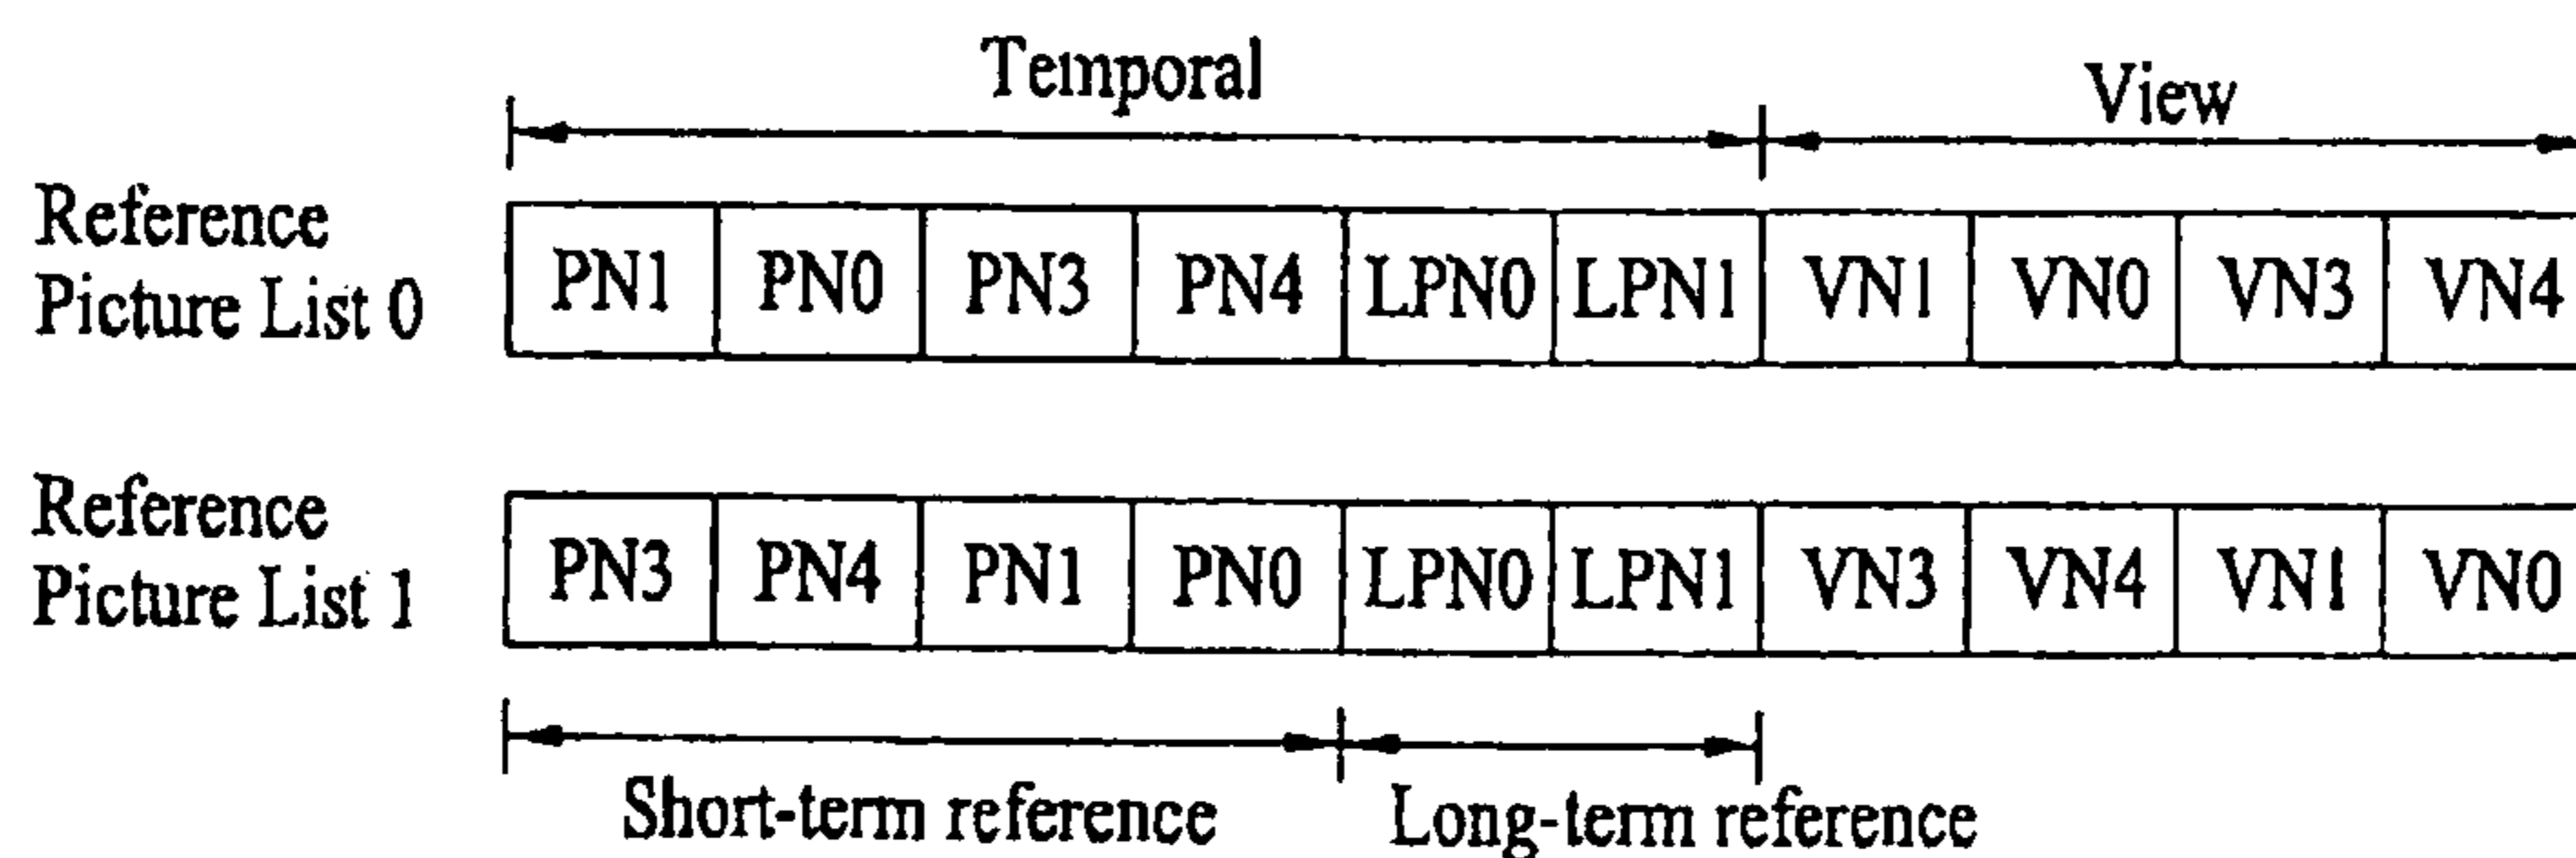 Temporal View
Reference
Picture List 0
PN1 PN0 PN3 PN4 LPN0 LPN1 VN1 VN0 VN3 VN4
Reference
Picture List 1
PN3 PN4 PN1 PN0 LPN0 LPN1 VN3 VN4 VN1 VN0
Short-term reference Long-term reference